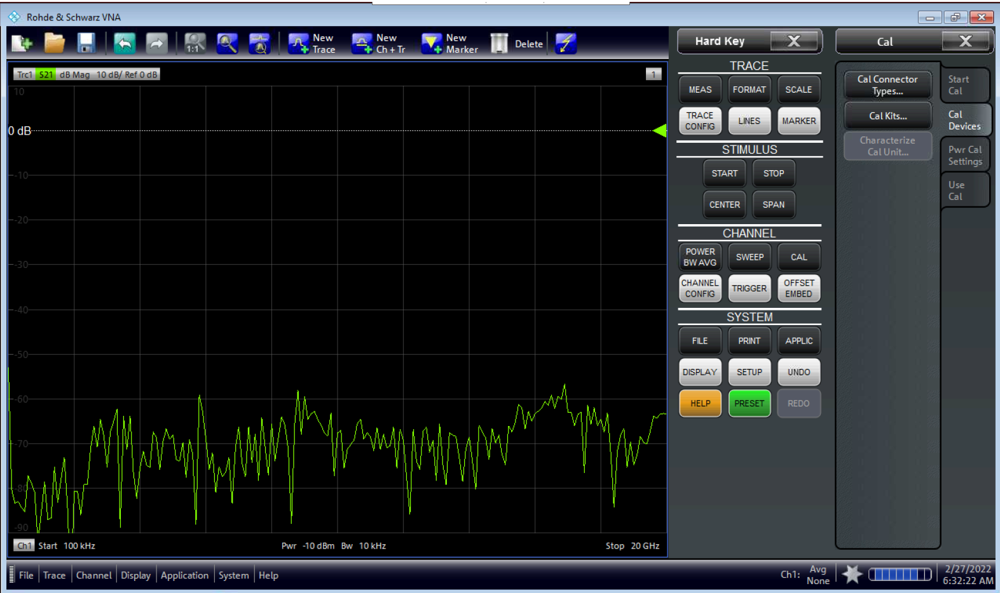 Rohde & Schwarz VNA
1:1
New
Trace
New
Ch + Tr
New
Marker
Delete
Trc1 S21 dB Mag 10 dB/ Ref 0 dB
1
10
0 dB
-10
-20
-30
-40
-50
-60
-70
-80
-90
Ch1 Start 100 kHz
Pwr -10 dBm Bw 10 kHz
Stop 20 GHz
Hard Key X
TRACE
MEAS
FORMAT
SCALE
TRACE
CONFIG
LINES
MARKER
STIMULUS
START
STOP
CENTER
SPAN
CHANNEL
POWER
BW AVG
SWEEP
CAL
CHANNEL
CONFIG
TRIGGER
OFFSET
EMBED
SYSTEM
FILE
PRINT
APPLIC
DISPLAY
SETUP
UNDO
HELP
PRESET
REDO
Cal X
Cal Connector
Types...
Cal Kits...
Characterize
Cal Unit...
Start
Cal
Cal
Devices
Pwr Cal
Settings
Use
Cal
File
Trace
Channel
Display
Application
System
Help
Ch1:
Avg
None
2/27/2022
6:32:22 AM